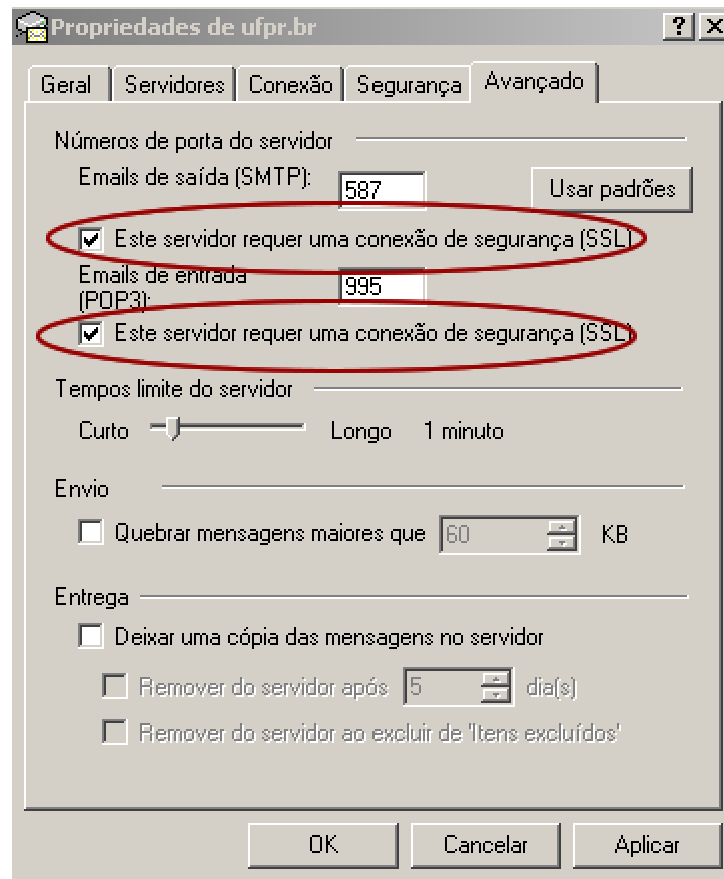 Propriedades de ufpr.br
Geral Servidores Conexão Segurança Avançado
Números de porta do servidor
Emails de saída (SMTP): 587 Usar padrões
Este servidor requer uma conexão de segurança (SSL)
Emails de entrada
(POP3): 995
Este servidor requer uma conexão de segurança (SSL)
Tempos limite do servidor
Curto Longo 1 minuto
Envio
Quebrar mensagens maiores que 60 KB
Entrega
Deixar uma cópia das mensagens no servidor
Remover do servidor após 5 dia(s)
Remover do servidor ao excluir de 'Itens excluídos'
OK Cancelar Aplicar